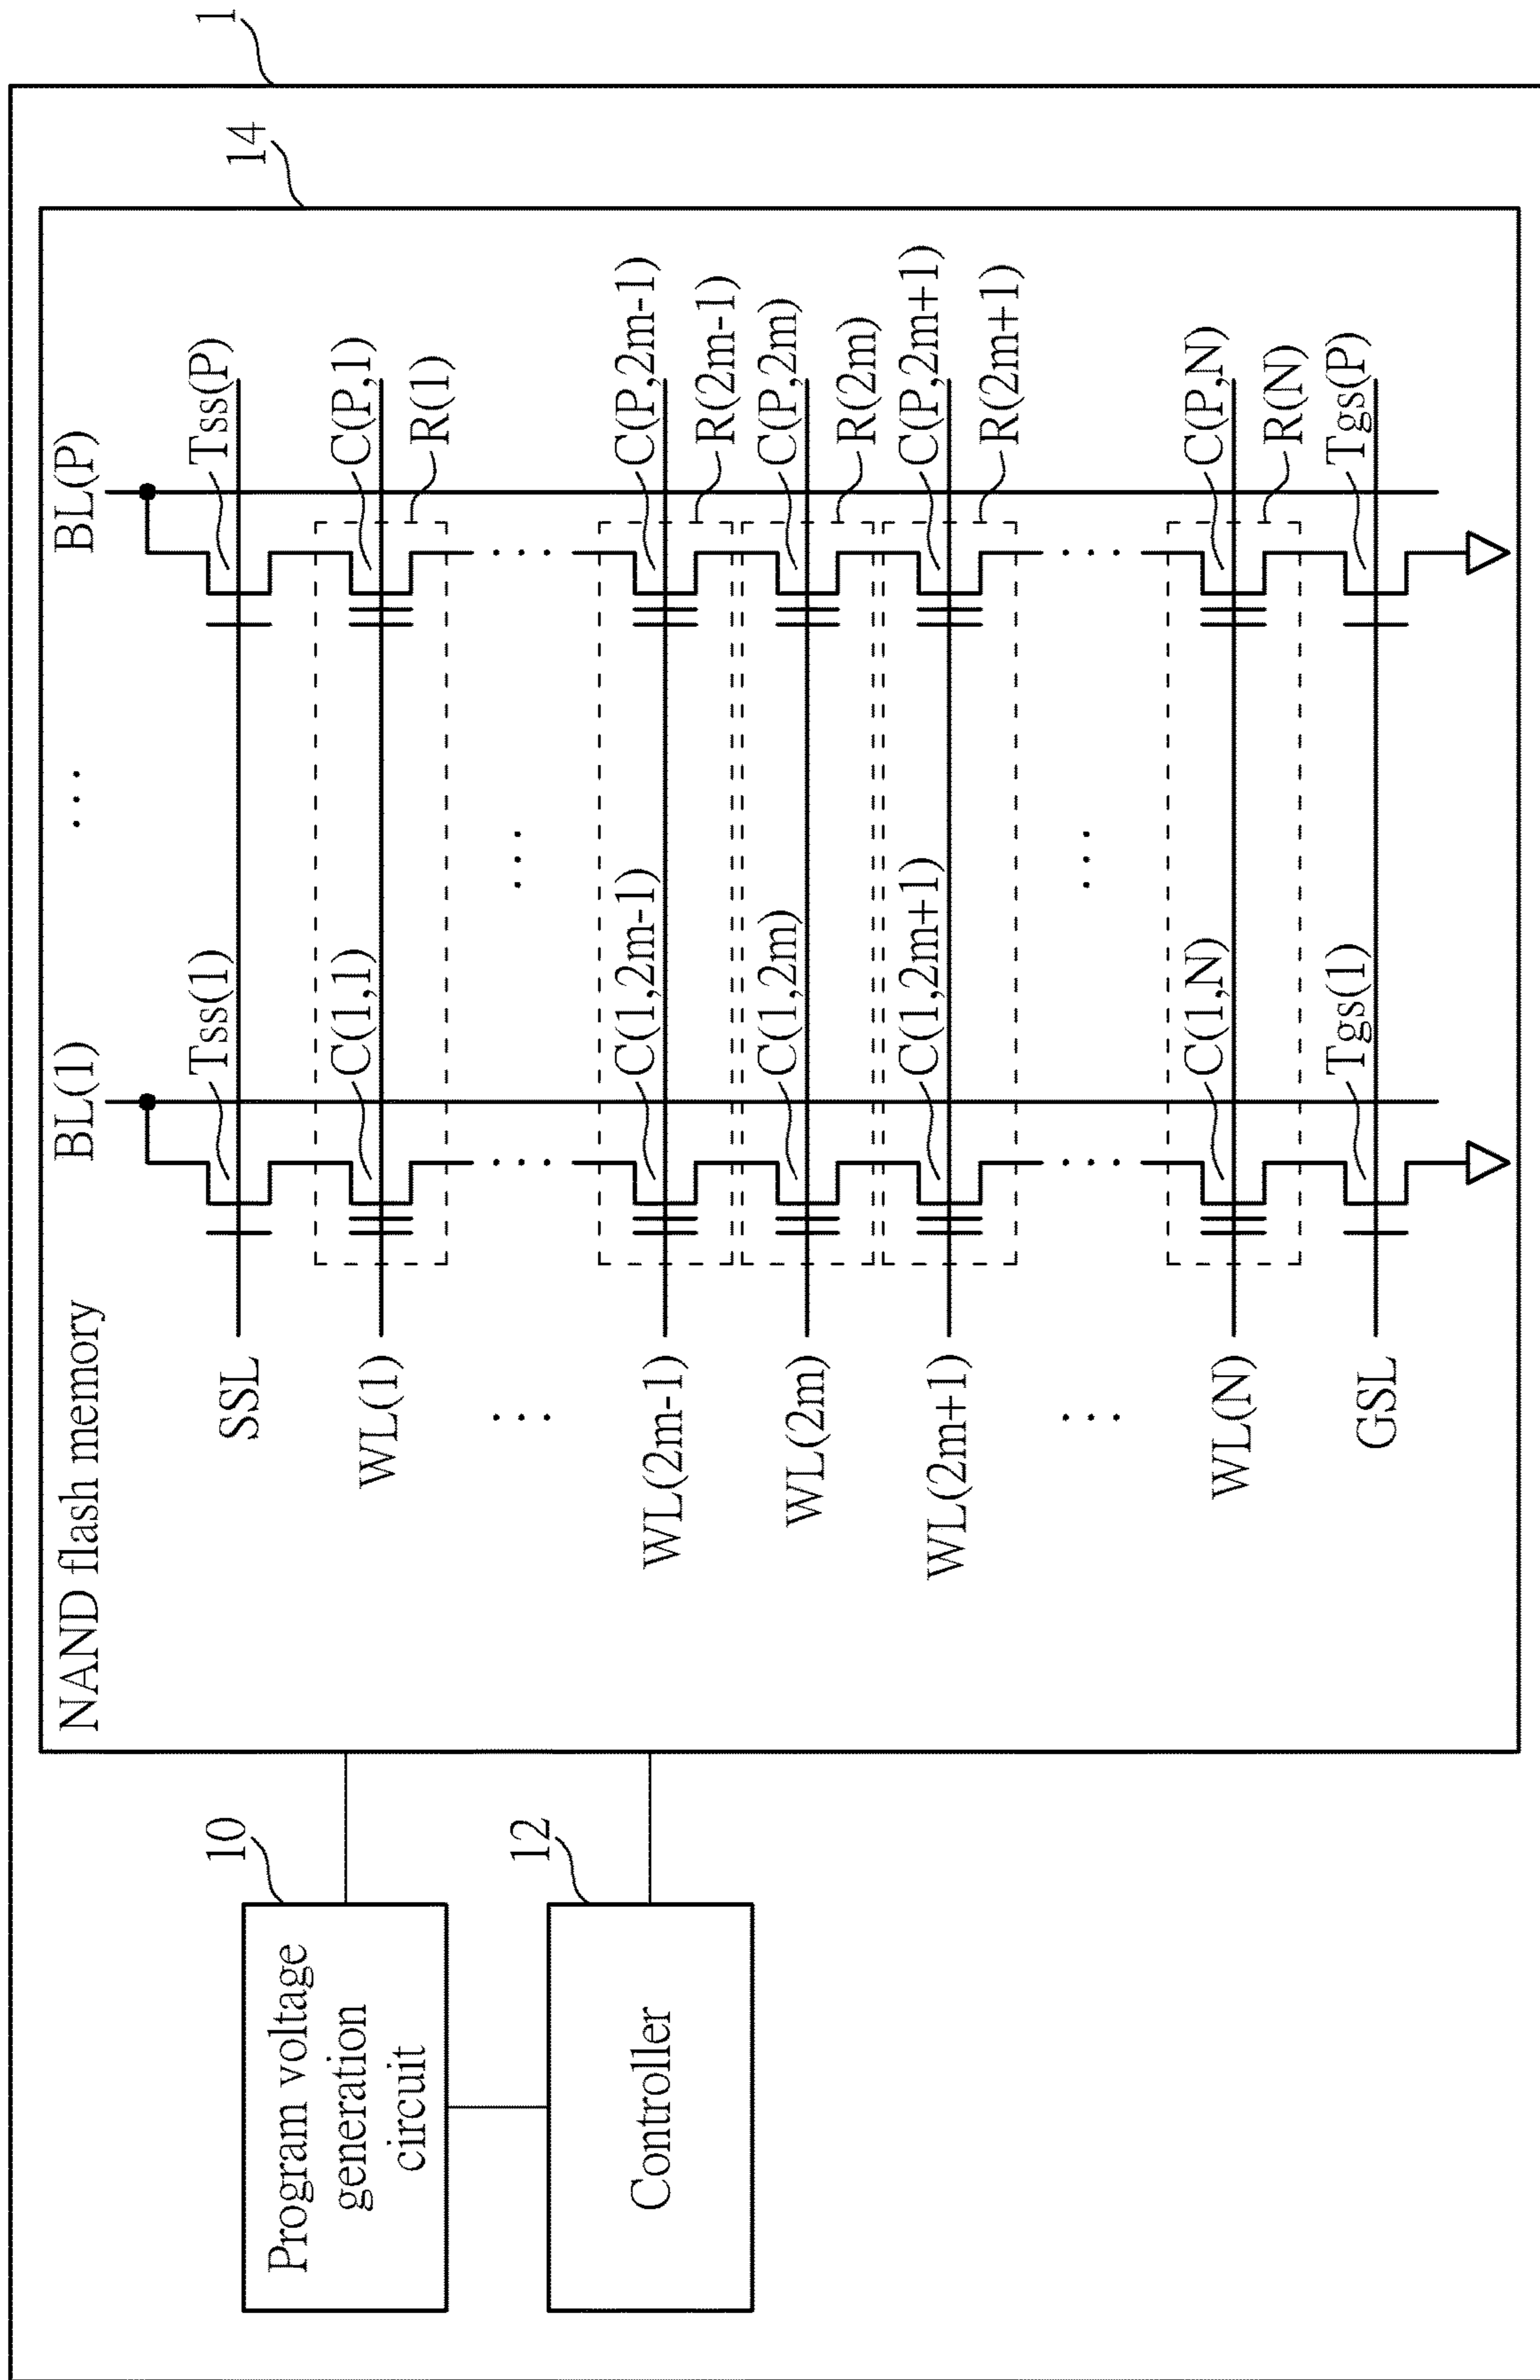 1
14
NAND flash memory
BL(1)
...
BL(P)
SSL
Tss(1)
Tss(P)
WL(1)
C(1,1)
C(P,1)
R(1)
...
...
...
...
WL(2m-1)
C(1,2m-1)
C(P,2m-1)
R(2m-1)
WL(2m)
C(1,2m)
C(P,2m)
R(2m)
WL(2m+1)
C(1,2m+1)
C(P,2m+1)
R(2m+1)
...
...
...
...
WL(N)
C(1,N)
C(P,N)
R(N)
GSL
Tgs(1)
Tgs(P)
10
Program voltage
generation
circuit
12
Controller